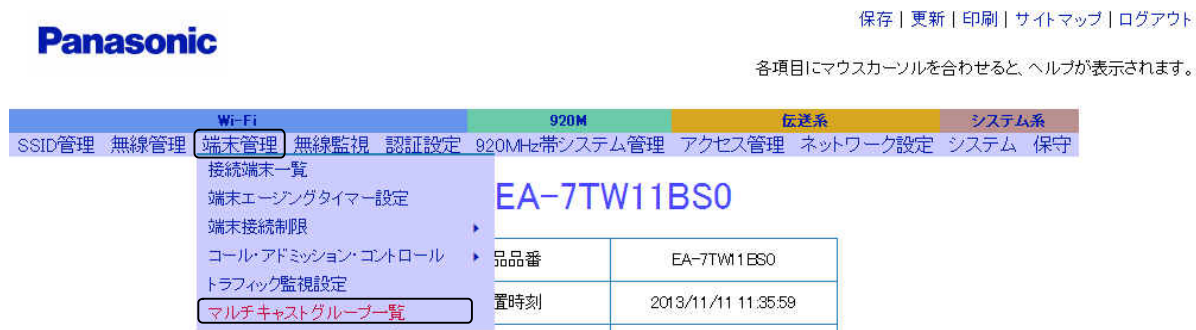 保存 | 更新 | 印刷 | サイトマップ | ログアウト
Panasonic
各項目にマウスカーソルを合わせると、ヘルプが表示されます。
Wi-Fi 920M 伝送系 システム系
SSID管理 無線管理 端末管理 無線監視 認証設定 920MHz帯システム管理 アクセス管理 ネットワーク設定 システム 保守
接続端末一覧
端末エージングタイマー設定
EA-7TW11BS0
端末接続制限
コール・アドミッション・コントロール
品品番 EA-7TW11BS0
トラフィック監視設定
置時刻 2013/11/11 11:35:59
マルチキャストグループ一覧